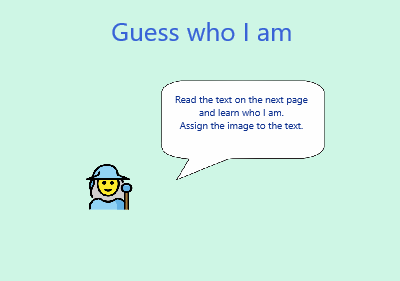 Guess who I am
Read the text on the next page
and learn who I am.
Assign the image to the text.